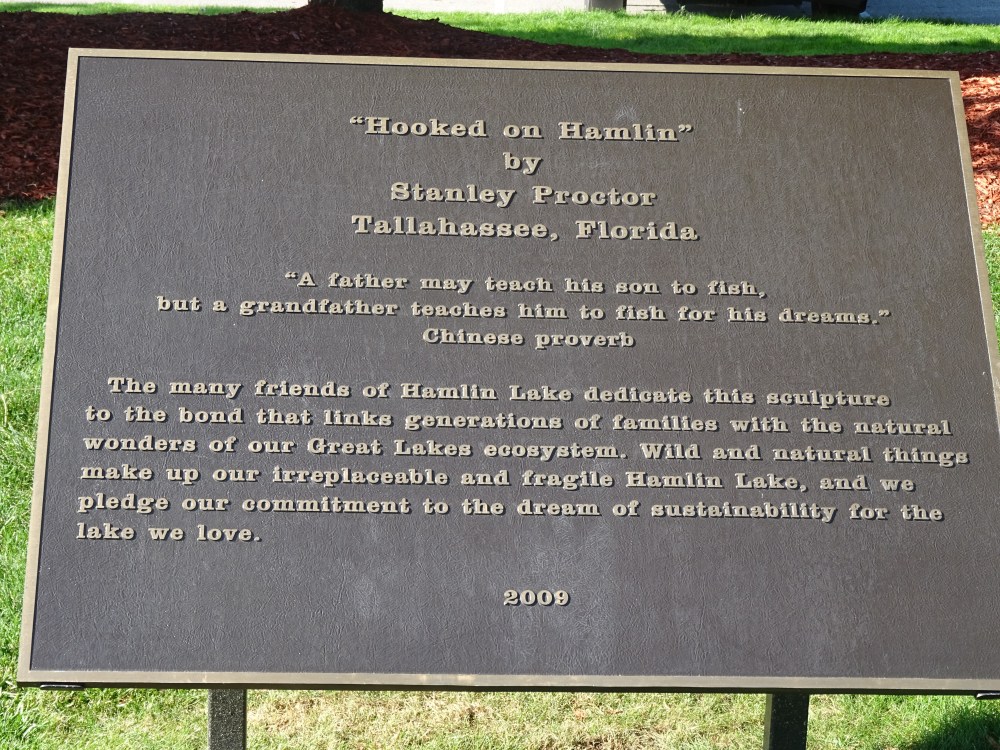 “Hooked on Hamlin”
by
Stanley Proctor
Tallahassee, Florida
“A father may teach his son to fish,
but a grandfather teaches him to fish for his dreams.”
Chinese proverb
The many friends of Hamlin Lake dedicate this sculpture
to the bond that links generations of families with the natural
wonders of our Great Lakes ecosystem. Wild and natural things
make up our irreplaceable and fragile Hamlin Lake, and we
pledge our commitment to the dream of sustainability for the
lake we love.
2009